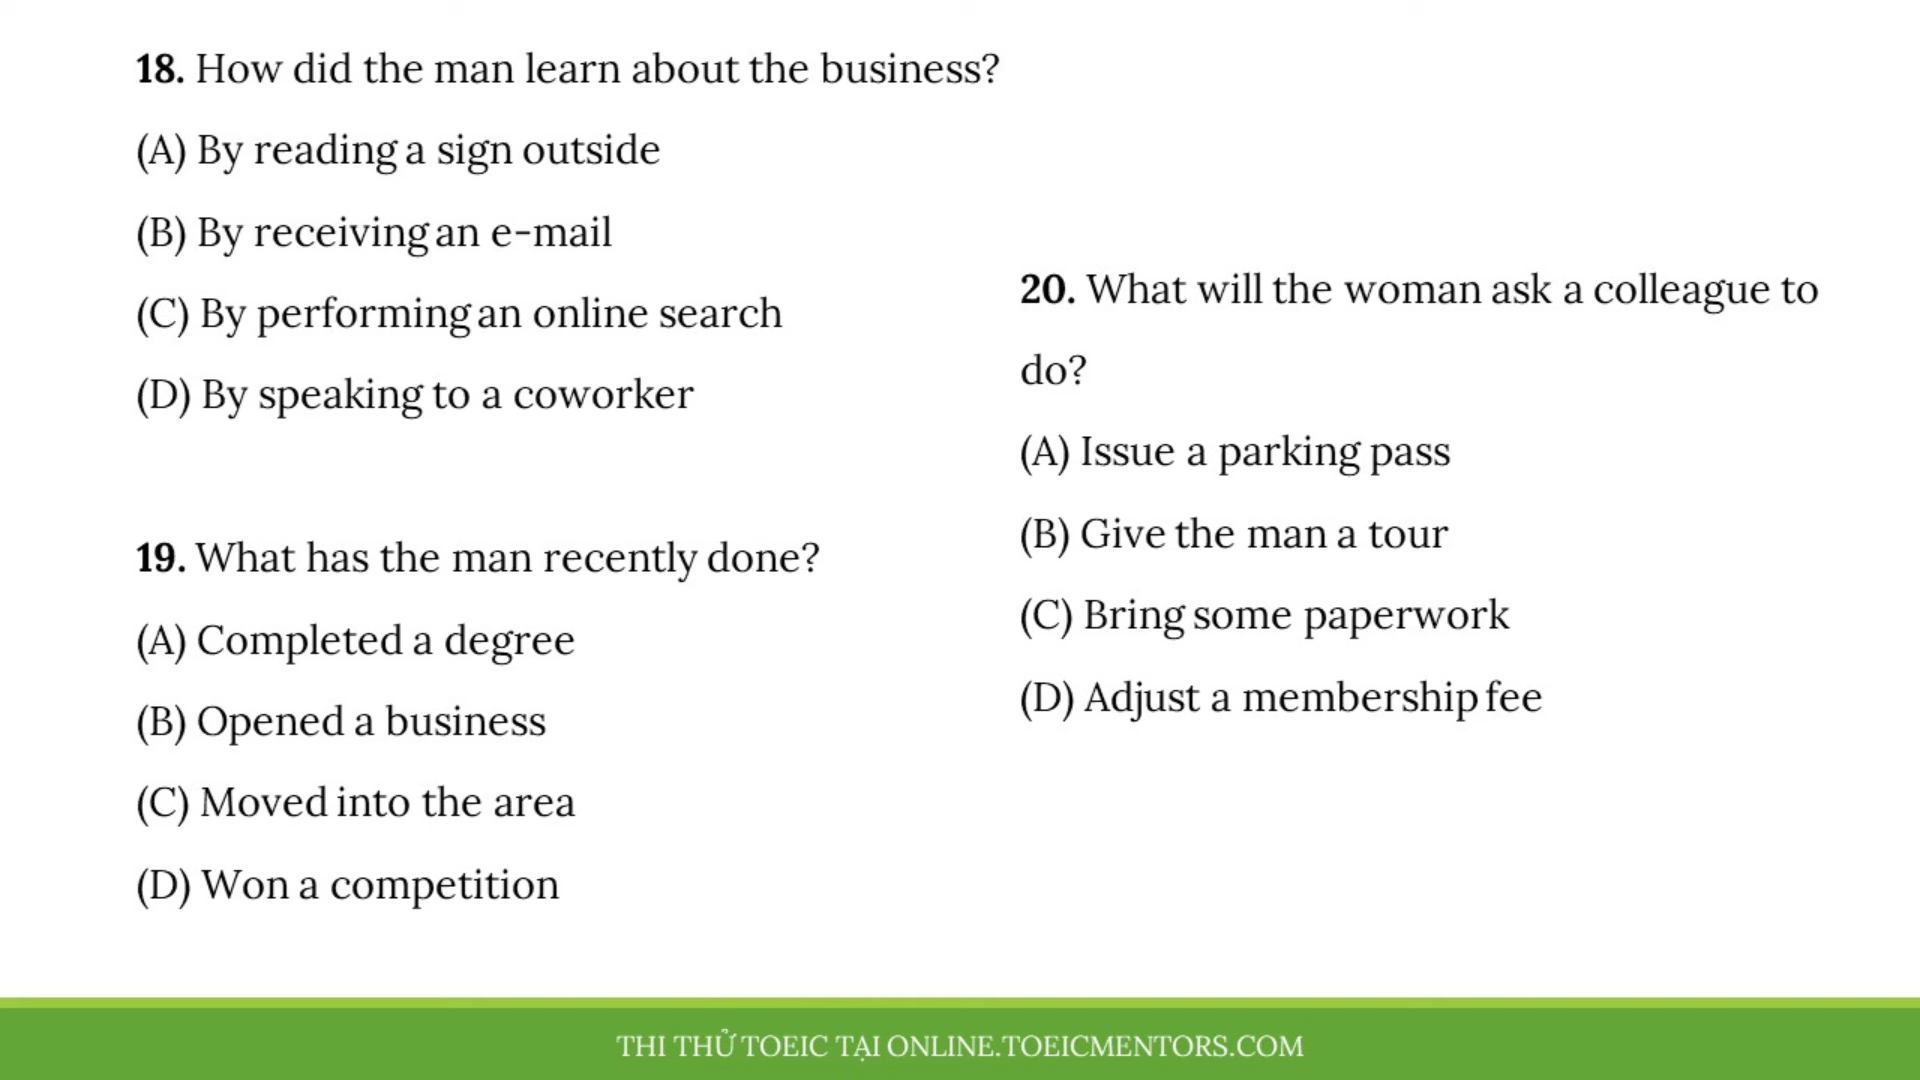 18. How did the man learn about the business?
(A) By reading a sign outside
(B) By receiving an e-mail
(C) By performing an online search
(D) By speaking to a coworker
19. What has the man recently done?
(A) Completed a degree
(B) Opened a business
(C) Moved into the area
(D) Won a competition
20. What will the woman ask a colleague to
do?
(A) Issue a parking pass
(B) Give the man a tour
(C) Bring some paperwork
(D) Adjust a membership fee
THI THỬ TOEIC TẠI ONLINE.TOEICMENTORS.COM